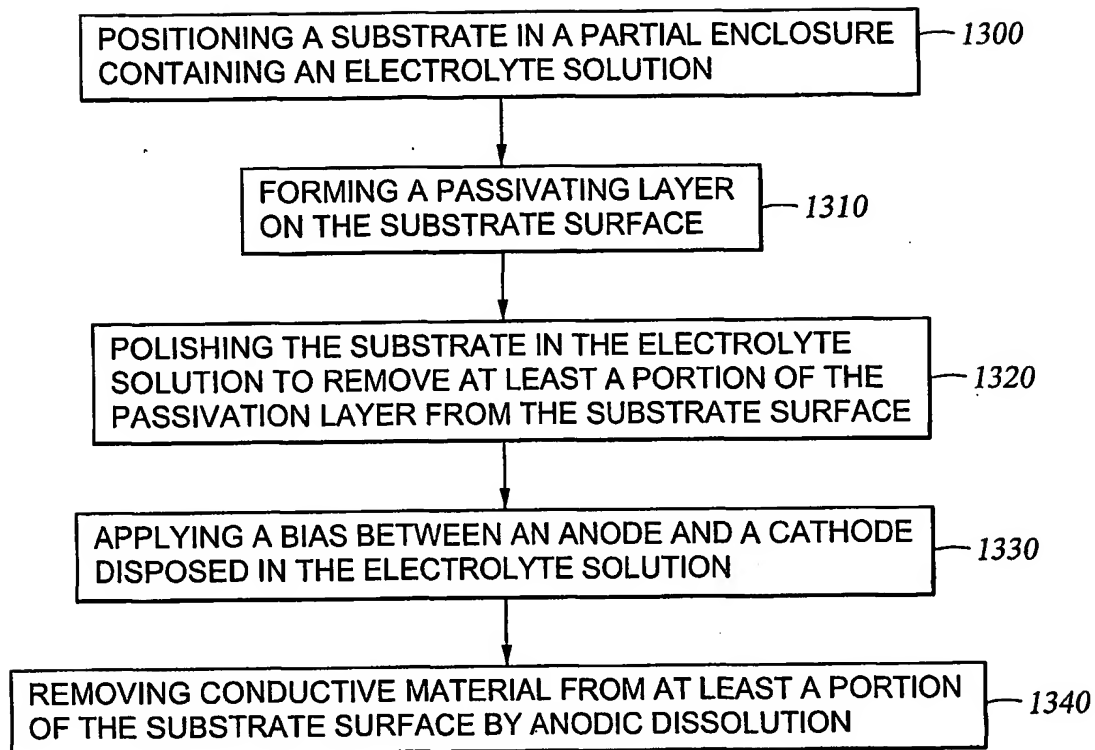 POSITIONING A SUBSTRATE IN A PARTIAL ENCLOSURE
CONTAINING AN ELECTROLYTE SOLUTION
1300
FORMING A PASSIVATING LAYER
ON THE SUBSTRATE SURFACE
1310
POLISHING THE SUBSTRATE IN THE ELECTROLYTE
SOLUTION TO REMOVE AT LEAST A PORTION OF THE
PASSIVATION LAYER FROM THE SUBSTRATE SURFACE
1320
APPLYING A BIAS BETWEEN AN ANODE AND A CATHODE
DISPOSED IN THE ELECTROLYTE SOLUTION
1330
REMOVING CONDUCTIVE MATERIAL FROM AT LEAST A PORTION
OF THE SUBSTRATE SURFACE BY ANODIC DISSOLUTION
1340